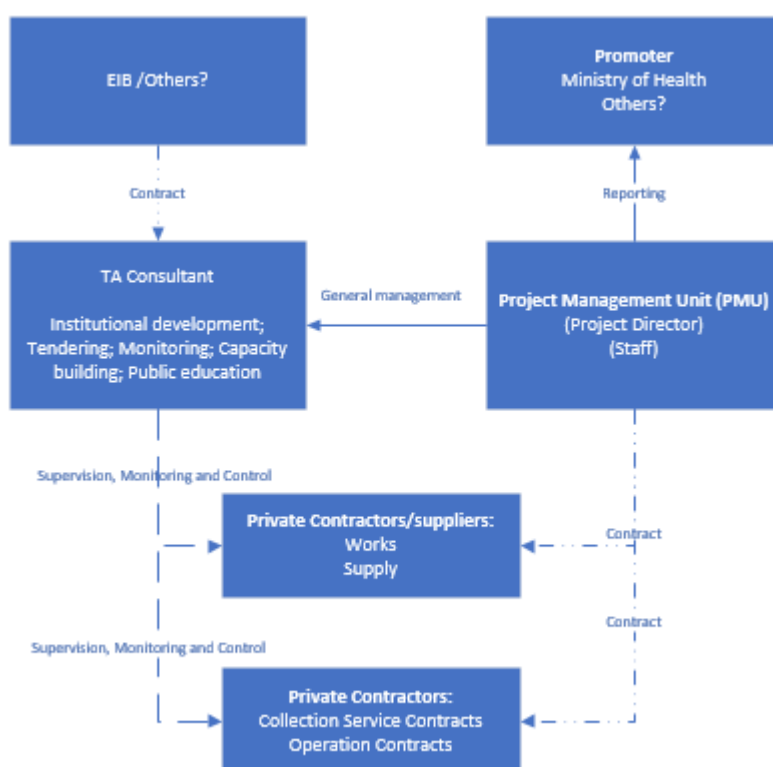 EIB /Others?
Promoter
Ministry of Health
Others?
Contract
Reporting
TA Consultant
Institutional development;
Tendering; Monitoring; Capacity
building; Public education
General management
Project Management Unit (PMU)
(Project Director)
(Staff)
Supervision, Monitoring and Control
Private Contractors/suppliers:
Works
Supply
Contract
Contract
Supervision, Monitoring and Control
Private Contractors:
Collection Service Contracts
Operation Contracts